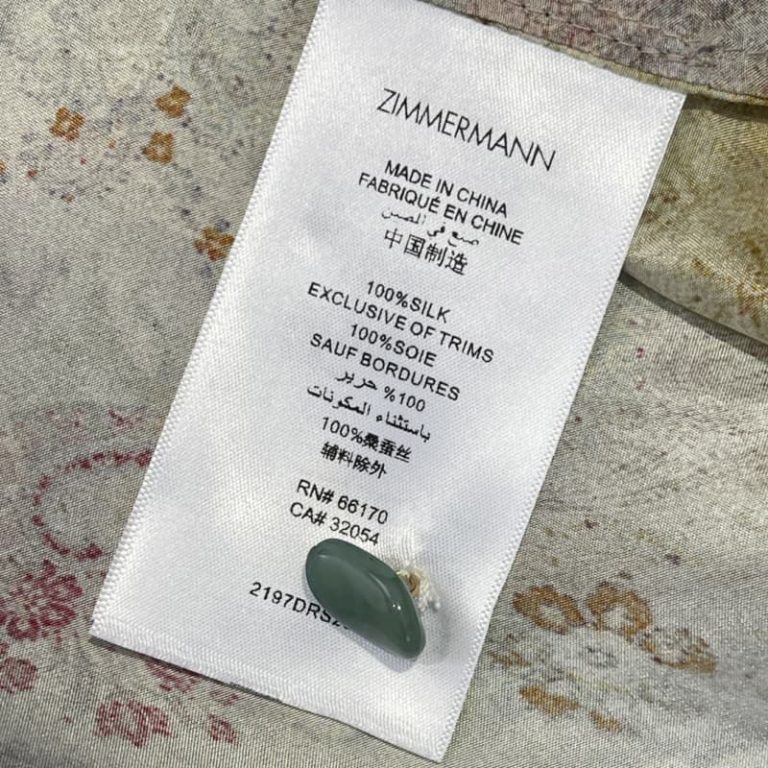 ZIMMERMANN
MADE IN CHINA
FABRIQUÉ EN CHINE
صنع في الصين
中国制造
100%SILK
EXCLUSIVE OF TRIMS
100%SOIE
SAUF BORDURES
100% حرير
باستثناء المكونات
100%桑蚕丝
辅料除外
RN# 66170
CA# 32054